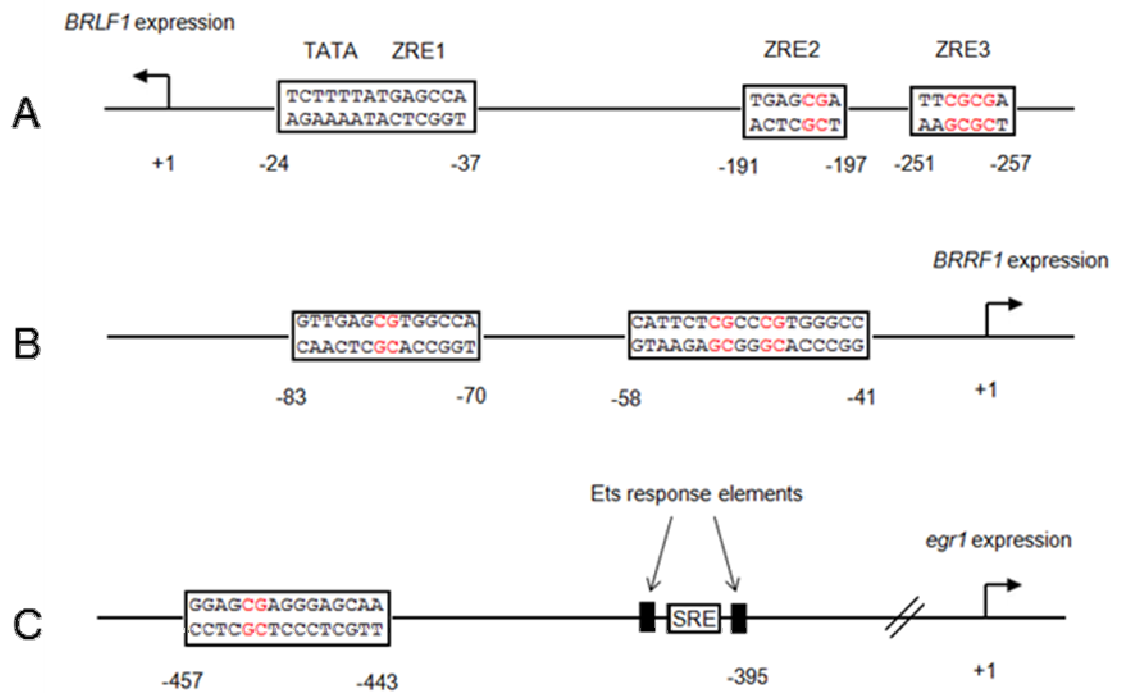 BRLF1 expression
TATA ZRE1 ZRE2 ZRE3
A
TCTTTTATGAGCCA TGAGCGA TTCGCGA
AGAAAATACTCGGT ACTCGCT AAGCGCT
+1 -24 -37 -191 -197 -251 -257
BRRF1 expression
B
GTTGAGCGTGGCCA CATTCTCGCCCGTGGGCC
CAACTCGCACCGGT GTAAGAGCGGGCACCCGG
-83 -70 -58 -41 +1
Ets response elements
egr1 expression
C
GGAGCGAGGGAGCAA SRE
CCTCGCTCCCTCGTT
-457 -443 -395 +1